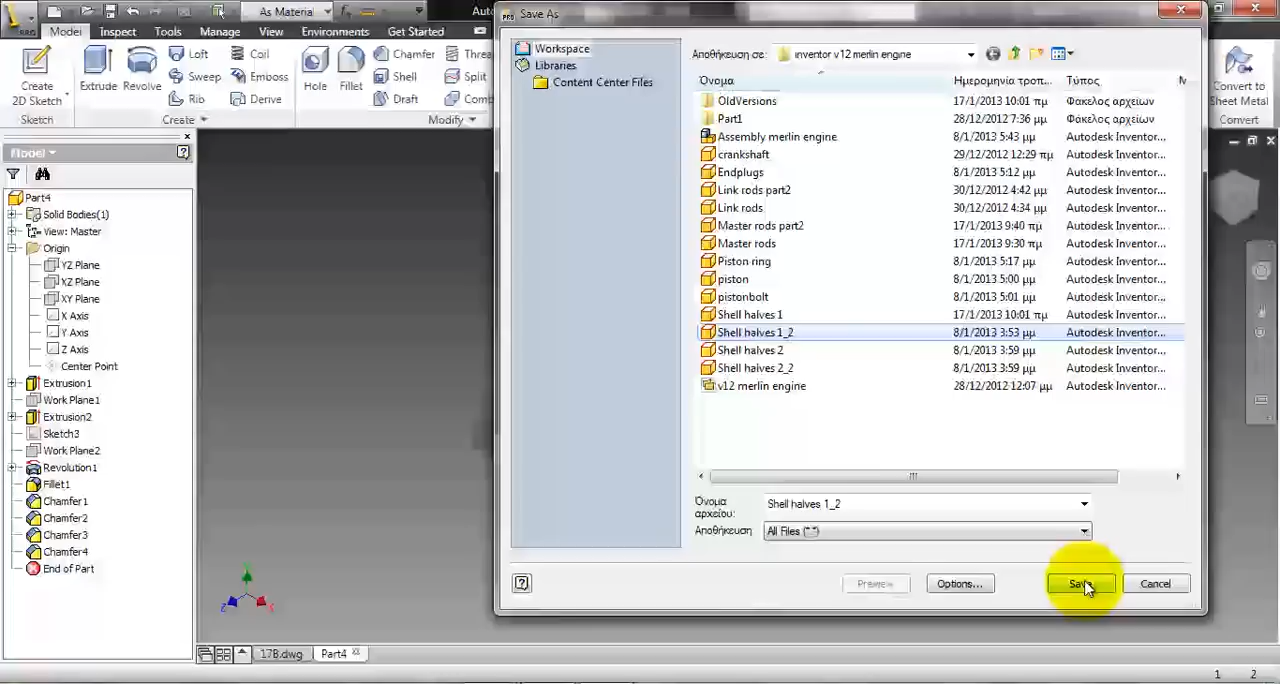 As Material
Auto
Save As
Model Inspect Tools Manage View Environments Get Started
Create 2D Sketch
Extrude
Revolve
Loft
Sweep
Rib
Coil
Emboss
Derive
Hole
Fillet
Chamfer
Shell
Draft
Threa
Split
Comb
Convert to Sheet Metal
Sketch
Create
Modify
Convert
Model
Part4
Solid Bodies(1)
View: Master
Origin
YZ Plane
XZ Plane
XY Plane
X Axis
Y Axis
Z Axis
Center Point
Extrusion1
Work Plane1
Extrusion2
Sketch3
Work Plane2
Revolution1
Fillet1
Chamfer1
Chamfer2
Chamfer3
Chamfer4
End of Part
Workspace
Libraries
Content Center Files
Αποθήκευση σε: inventor v12 merlin engine
Όνομα Ημερομηνία τροπ... Τύπος
OldVersions 17/1/2013 10:01 πμ Φάκελος αρχείων
Part1 28/12/2012 7:36 μμ Φάκελος αρχείων
Assembly merlin engine 8/1/2013 5:43 μμ Autodesk Inventor...
crankshaft 29/12/2012 12:29 πμ Autodesk Inventor...
Endplugs 8/1/2013 5:12 μμ Autodesk Inventor...
Link rods part2 30/12/2012 4:42 μμ Autodesk Inventor...
Link rods 30/12/2012 4:34 μμ Autodesk Inventor...
Master rods part2 17/1/2013 9:40 πμ Autodesk Inventor...
Master rods 17/1/2013 9:30 πμ Autodesk Inventor...
Piston ring 8/1/2013 5:17 μμ Autodesk Inventor...
piston 8/1/2013 5:00 μμ Autodesk Inventor...
pistonbolt 8/1/2013 5:01 μμ Autodesk Inventor...
Shell halves 1 17/1/2013 10:01 πμ Autodesk Inventor...
Shell halves 1_2 8/1/2013 3:53 μμ Autodesk Inventor...
Shell halves 2 8/1/2013 3:59 μμ Autodesk Inventor...
Shell halves 2_2 8/1/2013 3:59 μμ Autodesk Inventor...
v12 merlin engine 28/12/2012 12:07 μμ Autodesk Inventor...
Όνομα αρχείου: Shell halves 1_2
Αποθήκευση All Files (*.*)
Preview Options... Save Cancel
17B.dwg Part4
1 2